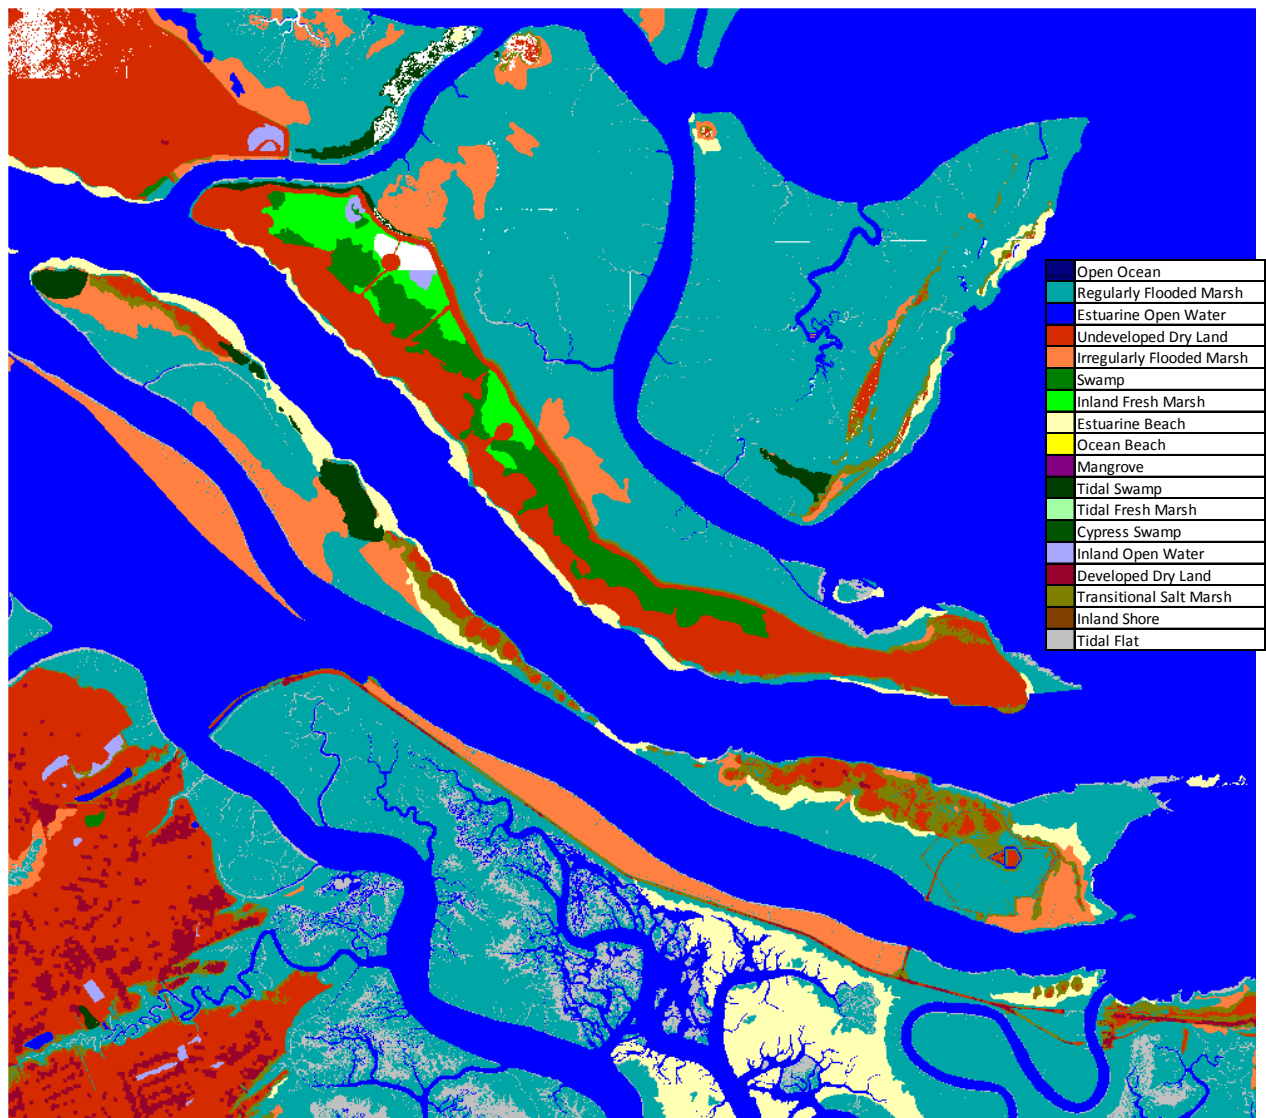 Open Ocean
Regularly Flooded Marsh
Estuarine Open Water
Undeveloped Dry Land
Irregularly Flooded Marsh
Swamp
Inland Fresh Marsh
Estuarine Beach
Ocean Beach
Mangrove
Tidal Swamp
Tidal Fresh Marsh
Cypress Swamp
Inland Open Water
Developed Dry Land
Transitional Salt Marsh
Inland Shore
Tidal Flat